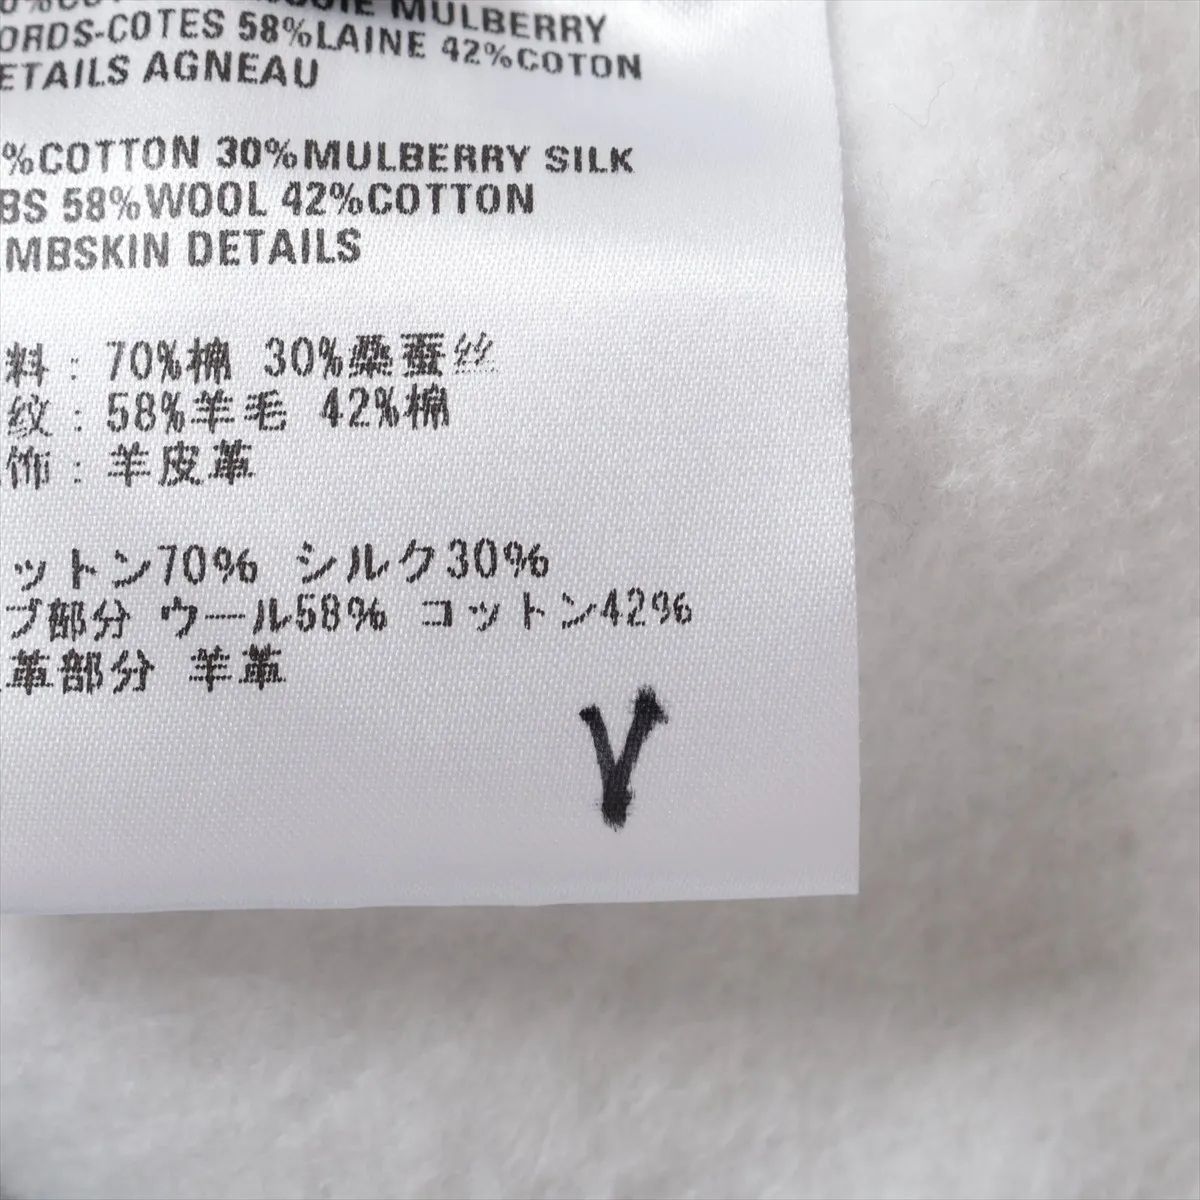 MULBERRY
ORDS-COTES 58%LAINE 42%COTON
ETAILS AGNEAU
%COTTON 30%MULBERRY SILK
BS 58%WOOL 42%COTTON
MBSKIN DETAILS
料: 70%棉 30%桑蚕丝
纹: 58%羊毛 42%棉
饰: 羊皮革
ットン70% シルク30%
ブ部分 ウール58% コットン42%
革部分 羊革